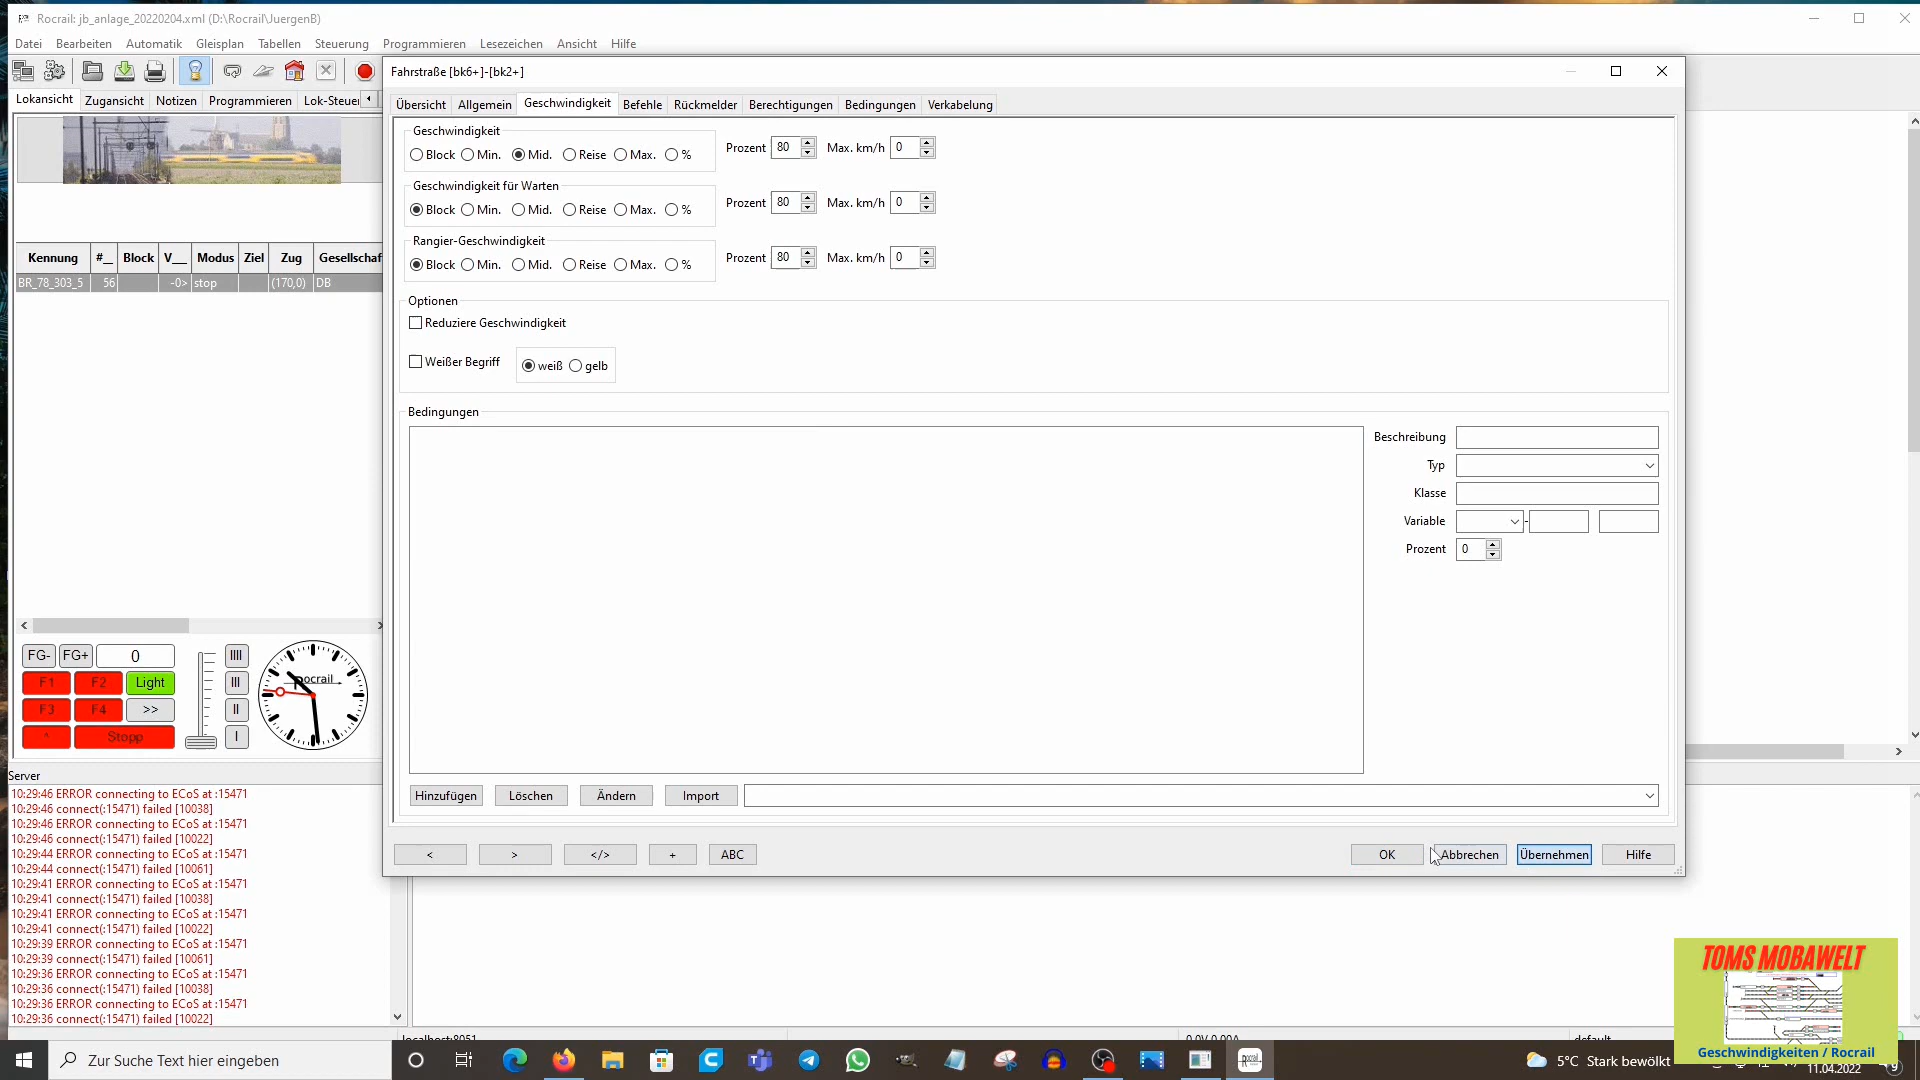 Rocrail: jb_anlage_20220204.xml (D:\Rocrail\JuergenB)
Datei Bearbeiten Automatik Gleisplan Tabellen Steuerung Programmieren Lesezeichen Ansicht Hilfe
Lokansicht Zugansicht Notizen Programmieren Lok-Steuer
Kennung #__ Block V__ Modus Ziel Zug Gesellschaf
BR_78_303_5 56 -0> stop (170,0) DB
FG- FG+ 0 IIII
F1 F2 Light III
F3 F4 >> II
* Stopp I
Rocrail
Fahrstraße [bk6+]-[bk2+]
Übersicht Allgemein Geschwindigkeit Befehle Rückmelder Berechtigungen Bedingungen Verkabelung
Geschwindigkeit
Block Min. Mid. Reise Max. % Prozent 80 Max. km/h 0
Geschwindigkeit für Warten
Block Min. Mid. Reise Max. % Prozent 80 Max. km/h 0
Rangier-Geschwindigkeit
Block Min. Mid. Reise Max. % Prozent 80 Max. km/h 0
Optionen
Reduziere Geschwindigkeit
Weißer Begriff weiß gelb
Bedingungen
Beschreibung
Typ
Klasse
Variable -
Prozent 0
Hinzufügen Löschen Ändern Import
< > </> + ABC OK Abbrechen Übernehmen Hilfe
Server
10:29:46 ERROR connecting to ECoS at :15471
10:29:46 connect(:15471) failed [10038]
10:29:46 ERROR connecting to ECoS at :15471
10:29:46 connect(:15471) failed [10022]
10:29:44 ERROR connecting to ECoS at :15471
10:29:44 connect(:15471) failed [10061]
10:29:41 ERROR connecting to ECoS at :15471
10:29:41 connect(:15471) failed [10038]
10:29:41 ERROR connecting to ECoS at :15471
10:29:41 connect(:15471) failed [10022]
10:29:39 ERROR connecting to ECoS at :15471
10:29:39 connect(:15471) failed [10061]
10:29:36 ERROR connecting to ECoS at :15471
10:29:36 connect(:15471) failed [10038]
10:29:36 ERROR connecting to ECoS at :15471
10:29:36 connect(:15471) failed [10022]
localhost:8051 0.0V 0.00A default
TOMS MOBAWELT
Geschwindigkeiten / Rocrail
Zur Suche Text hier eingeben
5°C Stark bewölkt
11.04.2022